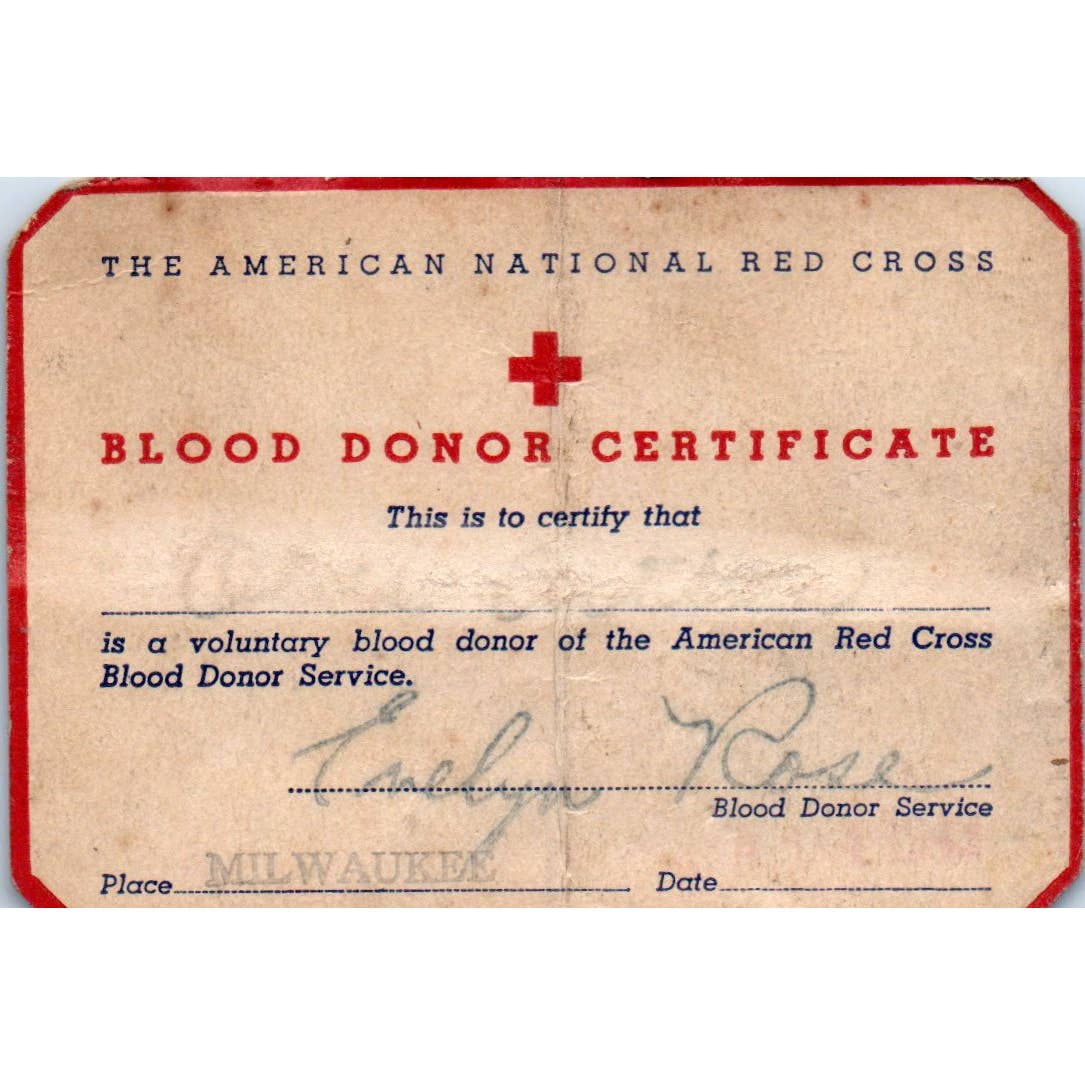 THE AMERICAN NATIONAL RED CROSS
BLOOD DONOR CERTIFICATE
This is to certify that
is a voluntary blood donor of the American Red Cross
Blood Donor Service.
Evelyn Rose
Blood Donor Service
Place MILWAUKEE Date